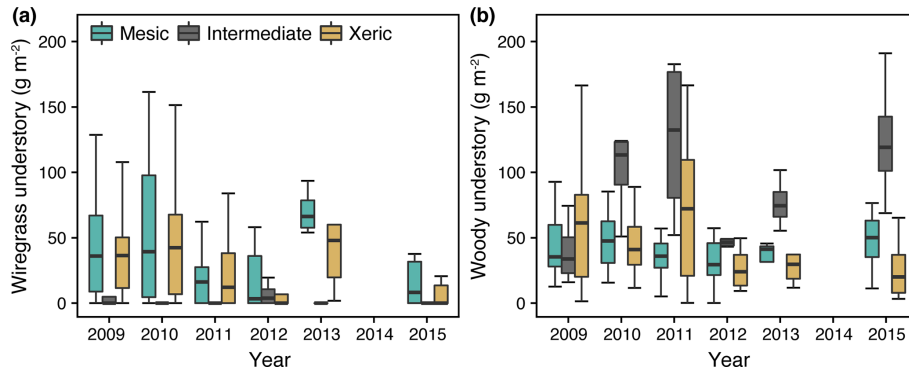 (a)
Mesic Intermediate Xeric
Wiregrass understory (g m-2)
200
150
100
50
0
2009 2010 2011 2012 2013 2014 2015
Year
(b)
Woody understory (g m-2)
200
150
100
50
0
2009 2010 2011 2012 2013 2014 2015
Year